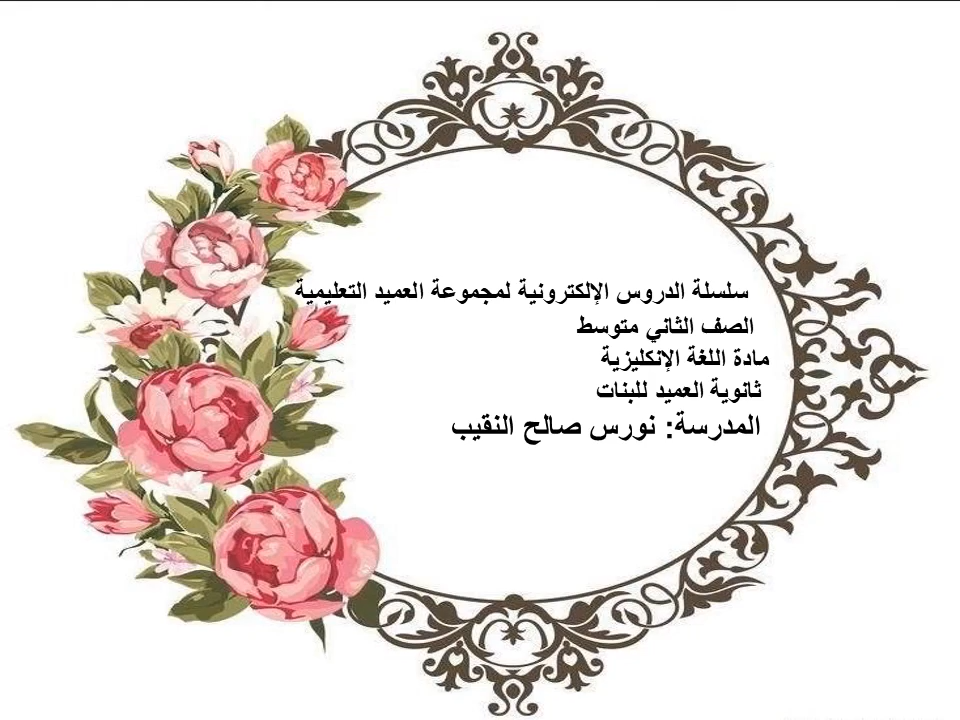 سلسلة الدروس الإلكترونية لمجموعة العميد التعليمية
الصف الثاني متوسط
مادة اللغة الإنكليزية
ثانوية العميد للبنات
المدرسة: نورس صالح النقيب